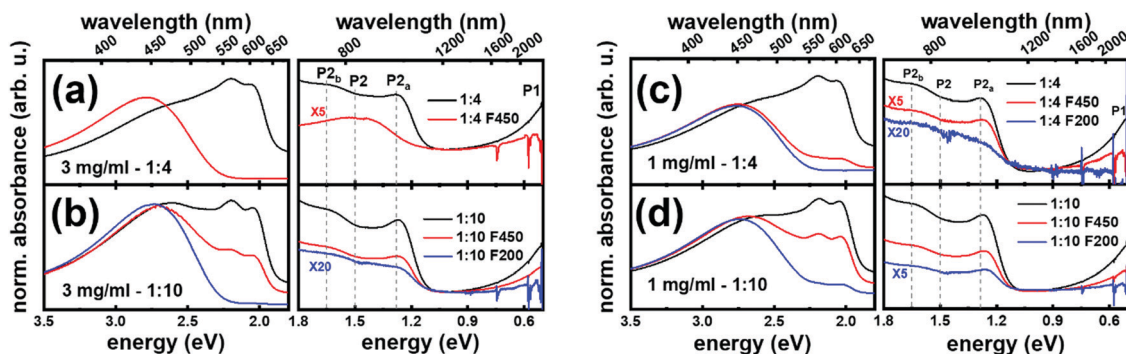 wavelength (nm)
wavelength (nm)
wavelength (nm)
wavelength (nm)
400 450 500 550 600 650
800 1200 1600 2000
400 450 500 550 600 650
800 1200 1600 2000
norm. absorbance (arb. u.)
(a)
3 mg/ml - 1:4
P2b P2 P2a P1
X5
1:4
1:4 F450
(b)
3 mg/ml - 1:10
X20
1:10
1:10 F450
1:10 F200
3.5 3.0 2.5 2.0
1.8 1.5 1.2 0.9 0.6
energy (eV)
energy (eV)
norm. absorbance (arb. u.)
(c)
1 mg/ml - 1:4
P2b P2 P2a P1
X5
X20
1:4
1:4 F450
1:4 F200
(d)
1 mg/ml - 1:10
X5
1:10
1:10 F450
1:10 F200
3.5 3.0 2.5 2.0
1.8 1.5 1.2 0.9 0.6
energy (eV)
energy (eV)